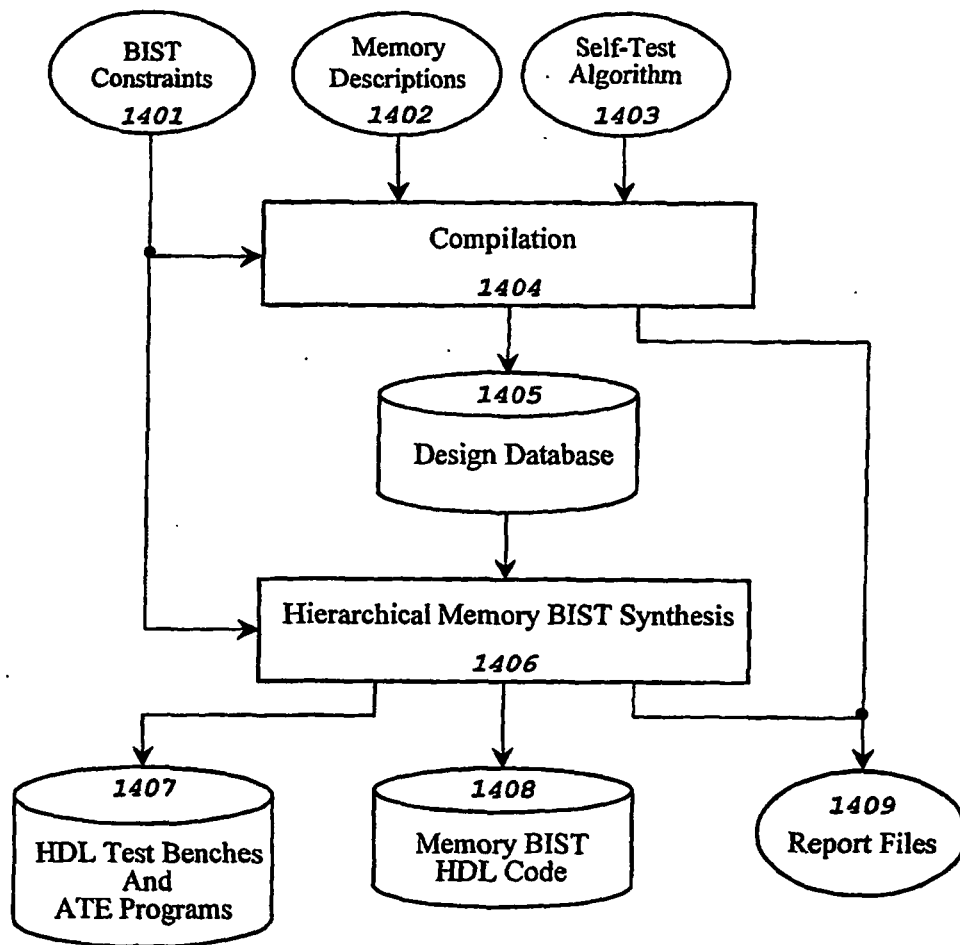 BIST
Constraints
1401
Memory
Descriptions
1402
Self-Test
Algorithm
1403
Compilation
1404
1405
Design Database
Hierarchical Memory BIST Synthesis
1406
1407
HDL Test Benches
And
ATE Programs
1408
Memory BIST
HDL Code
1409
Report Files